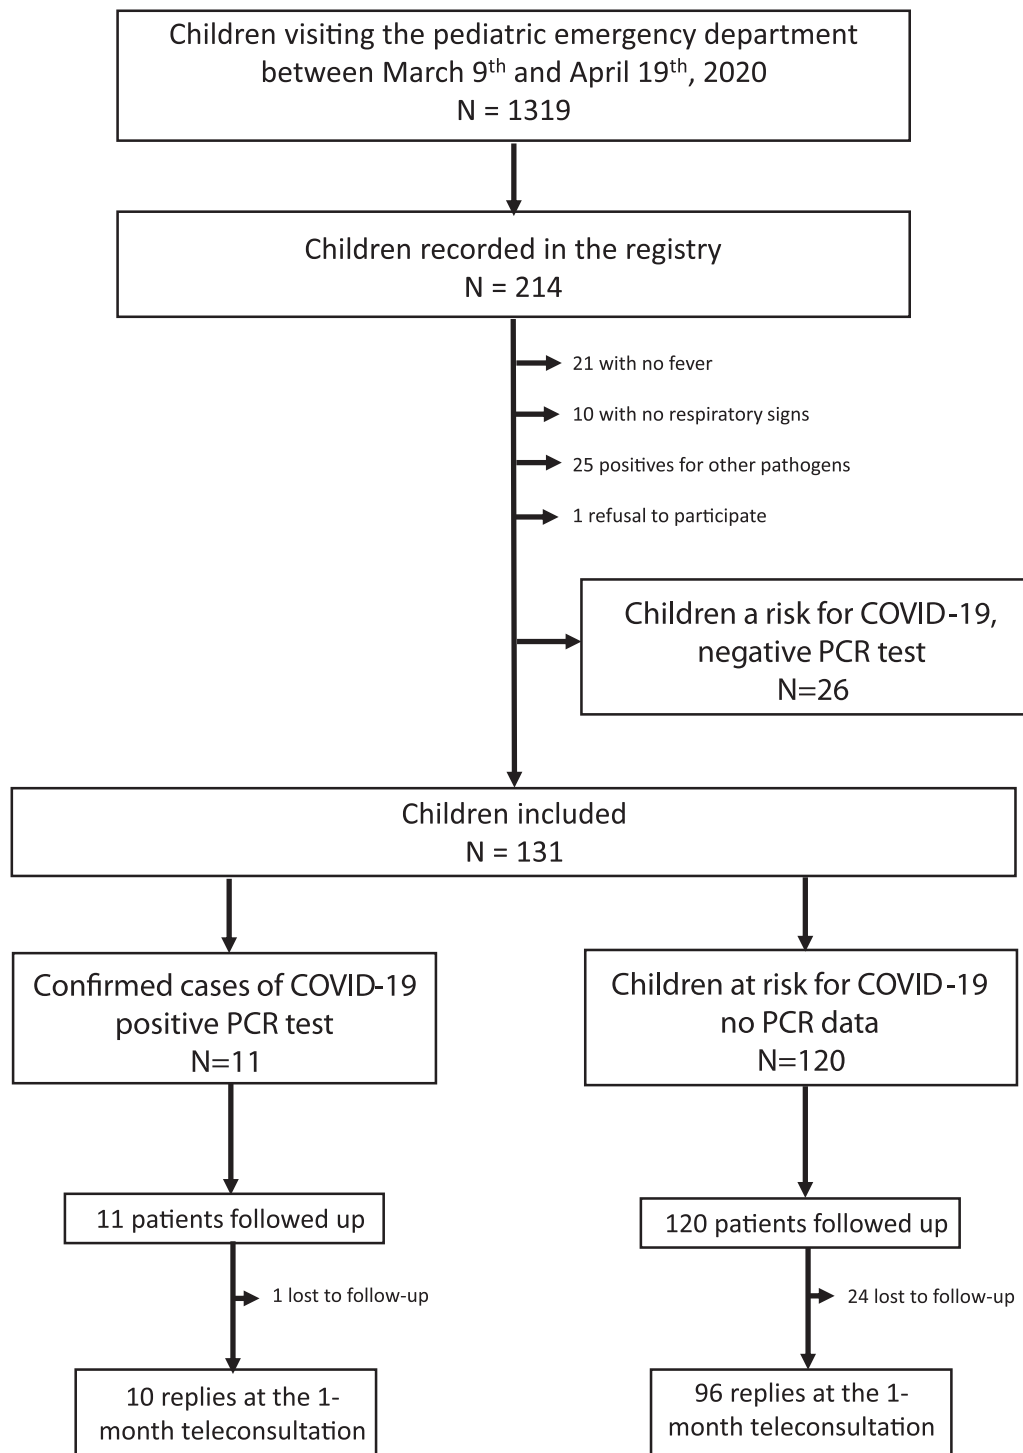 Children visiting the pediatric emergency department
between March 9th and April 19th, 2020
N = 1319
Children recorded in the registry
N = 214
21 with no fever
10 with no respiratory signs
25 positives for other pathogens
1 refusal to participate
Children a risk for COVID-19,
negative PCR test
N=26
Children included
N = 131
Confirmed cases of COVID-19
positive PCR test
N=11
Children at risk for COVID-19
no PCR data
N=120
11 patients followed up
120 patients followed up
1 lost to follow-up
24 lost to follow-up
10 replies at the 1-
month teleconsultation
96 replies at the 1-
month teleconsultation